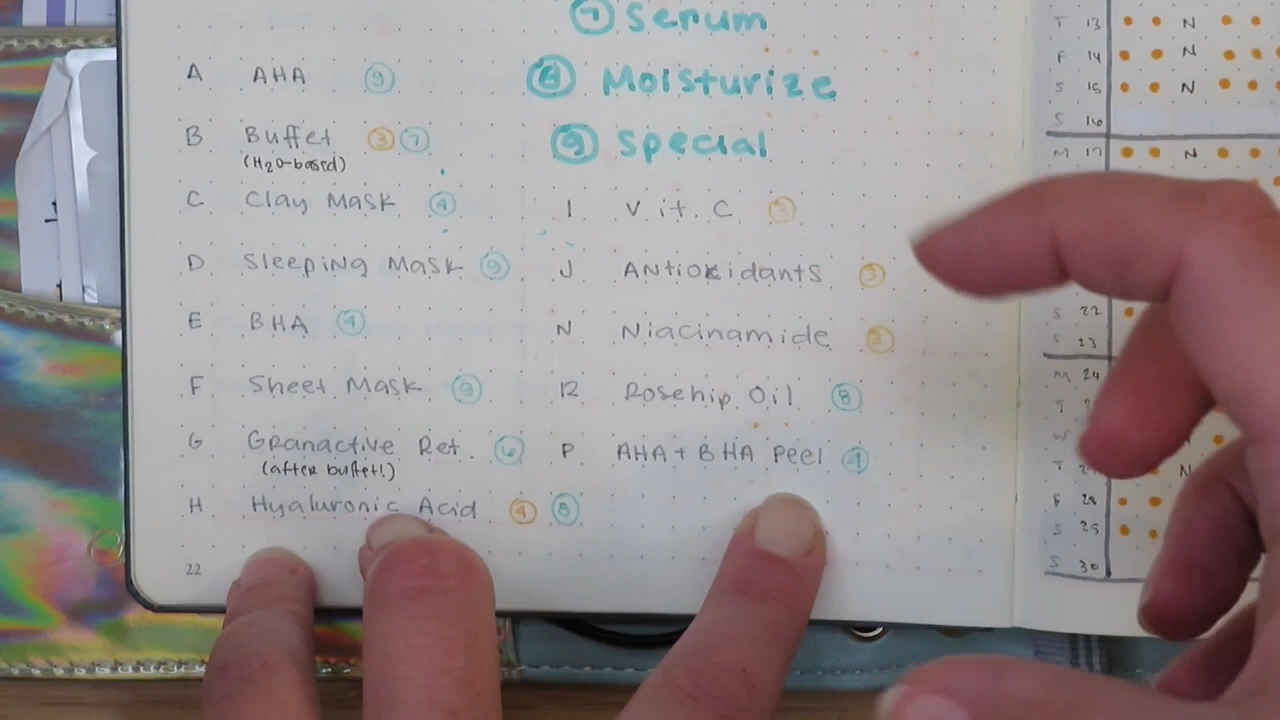 7 Serum
8 Moisturize
9 Special
A AHA 9
B Buffet 3 7
(H2O-based)
C Clay Mask 4
D Sleeping Mask 9
E BHA 4
F Sheet Mask 9
G Granactive Ret. 6
(after buffet!)
H Hyaluronic Acid 4 8
I Vit. C 3
J Antioxidants 3
N Niacinamide 3
R Rosehip Oil 8
P AHA + BHA Peel 4
22
T 13 N
F 14 N
S 15 N
S 16
M 17 N
S 22
S 23
M 24
T
W
T N
F 28
S 29
S 30